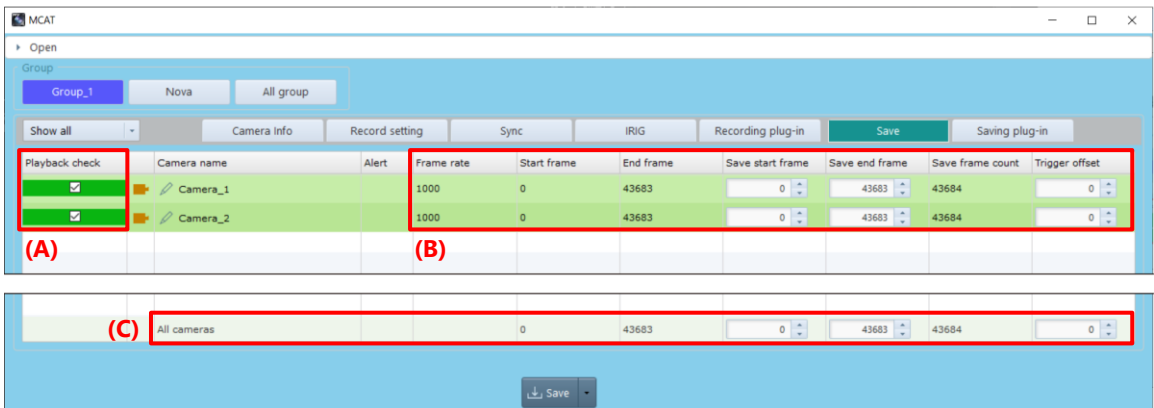 MCAT
Open
Group
Group_1 Nova All group
Show all Camera Info Record setting Sync IRIG Recording plug-in Save Saving plug-in
Playback check Camera name Alert Frame rate Start frame End frame Save start frame Save end frame Save frame count Trigger offset
Camera_1 1000 0 43683 0 43683 43684 0
Camera_2 1000 0 43683 0 43683 43684 0
(A) (B)
(C) All cameras 0 43683 0 43683 43684 0
Save